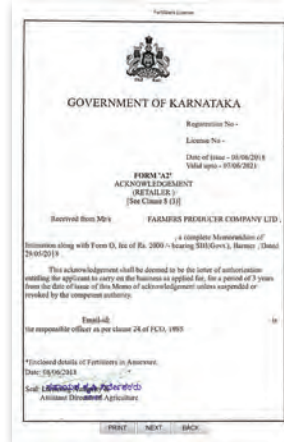 Fertilizers License
GOVERNMENT OF KARNATAKA
Registration No -
License No -
Date of Issue - 08/06/2018
Valid upto - 07/06/2021
FORM 'A2'
ACKNOWLEDGEMENT
(RETAILER )
[See Clause 8 (3)]
Received from M/s FARMERS PRODUCER COMPANY LTD ,
, a complete Memorandum of
Intimation along with Form O, fee of Rs. 2000 /- bearing Dated
29/05/2018
This acknowledgement shall be deemed to be the letter of authorization
entitling the applicant to carry on the business as applied for, for a period of 3 years
from the date of issue of this Memo of acknowledgement unless suspended or
revoked by the competent authority.
Email-id: is
the responsible officer as per clause 24 of FCO, 1985
*Enclosed details of Fertilizers in Annexure.
Date: 08/06/2018
Seal:
Assistant Director of Agriculture
PRINT NEXT BACK